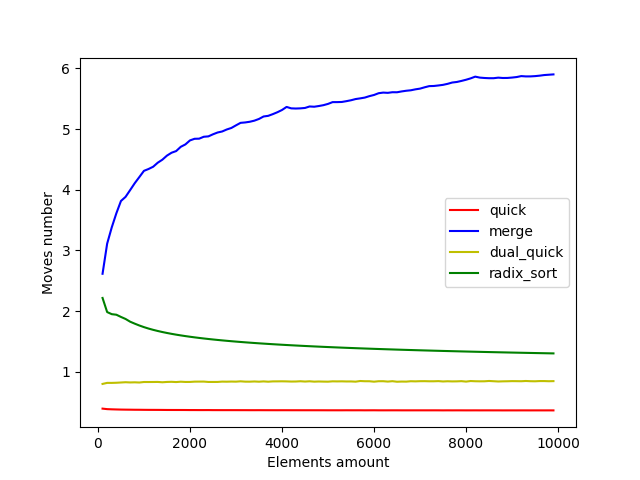 6
5
4
3
2
1
Moves number
quick
merge
dual_quick
radix_sort
0 2000 4000 6000 8000 10000
Elements amount